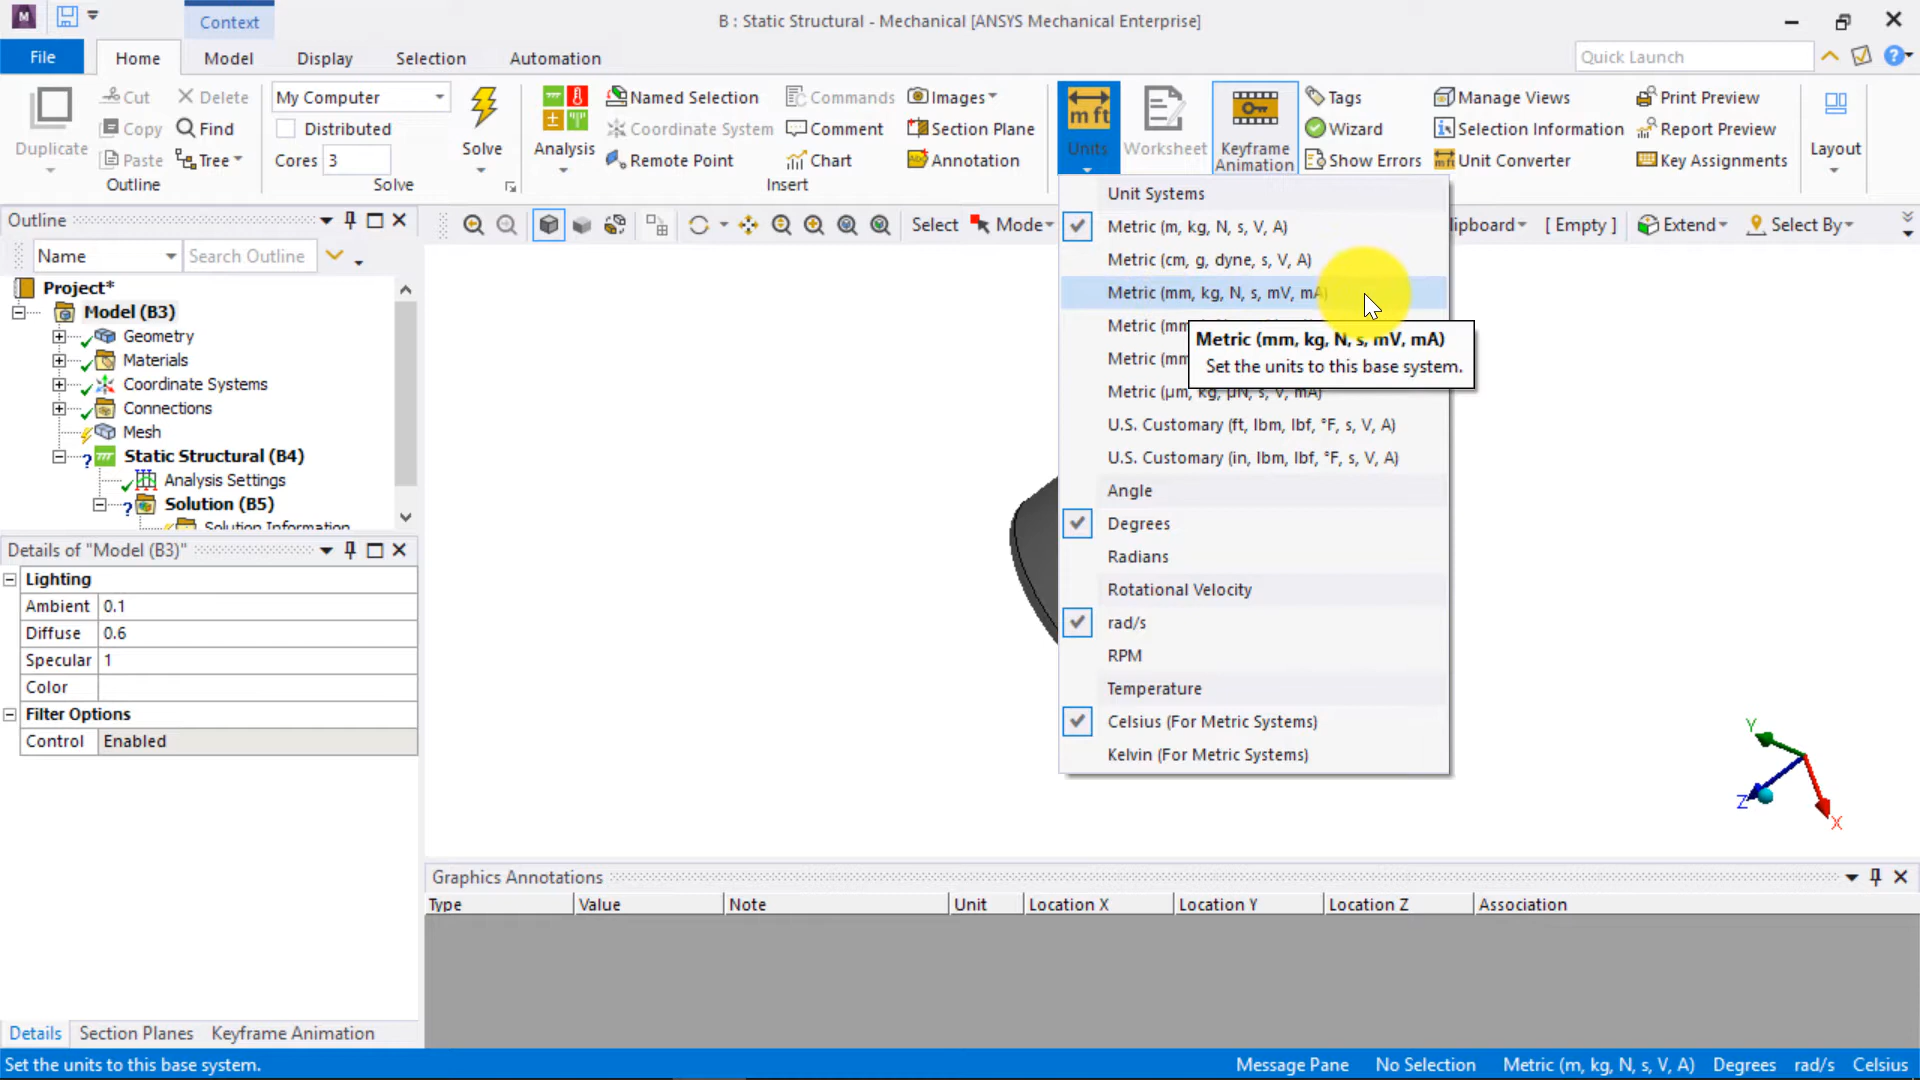 M
Context
B : Static Structural - Mechanical [ANSYS Mechanical Enterprise]
File Home Model Display Selection Automation
Quick Launch
Duplicate
Cut
Copy
Paste
Delete
Find
Tree
Outline
My Computer
Distributed
Cores 3
Solve
Solve
Analysis
Named Selection
Coordinate System
Remote Point
Commands
Comment
Chart
Images
Section Plane
Annotation
Insert
m ft
Units
Worksheet
Keyframe
Animation
Tags
Wizard
Show Errors
Manage Views
Selection Information
Unit Converter
Print Preview
Report Preview
Key Assignments
Layout
Outline
Name
Search Outline
Project*
Model (B3)
Geometry
Materials
Coordinate Systems
Connections
Mesh
Static Structural (B4)
Analysis Settings
Solution (B5)
Solution Information
Select
Mode
lipboard
[ Empty ]
Extend
Select By
Unit Systems
Metric (m, kg, N, s, V, A)
Metric (cm, g, dyne, s, V, A)
Metric (mm, kg, N, s, mV, mA)
Metric (mm
Metric (mm
Metric (µm, kg, µN, s, V, mA)
U.S. Customary (ft, lbm, lbf, °F, s, V, A)
U.S. Customary (in, lbm, lbf, °F, s, V, A)
Angle
Degrees
Radians
Rotational Velocity
rad/s
RPM
Temperature
Celsius (For Metric Systems)
Kelvin (For Metric Systems)
Metric (mm, kg, N, s, mV, mA)
Set the units to this base system.
Details of "Model (B3)"
Lighting
Ambient 0.1
Diffuse 0.6
Specular 1
Color
Filter Options
Control Enabled
Y
Z
X
Graphics Annotations
Type Value Note Unit Location X Location Y Location Z Association
Details Section Planes Keyframe Animation
Set the units to this base system.
Message Pane No Selection Metric (m, kg, N, s, V, A) Degrees rad/s Celsius